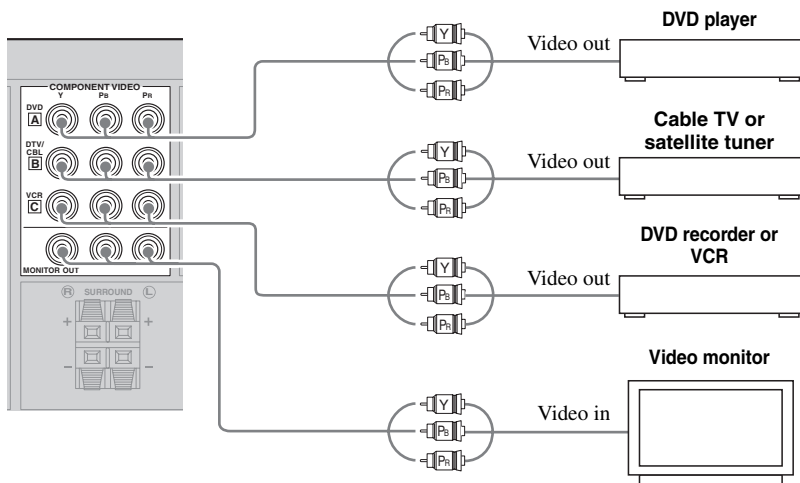 COMPONENT VIDEO
Y PB PR
DVD
A
DTV/
CBL
B
VCR
C
MONITOR OUT
R SURROUND L
+ +
– –
Y
PB
PR
Video out
DVD player
Y
PB
PR
Video out
Cable TV or
satellite tuner
Y
PB
PR
Video out
DVD recorder or
VCR
Y
PB
PR
Video in
Video monitor